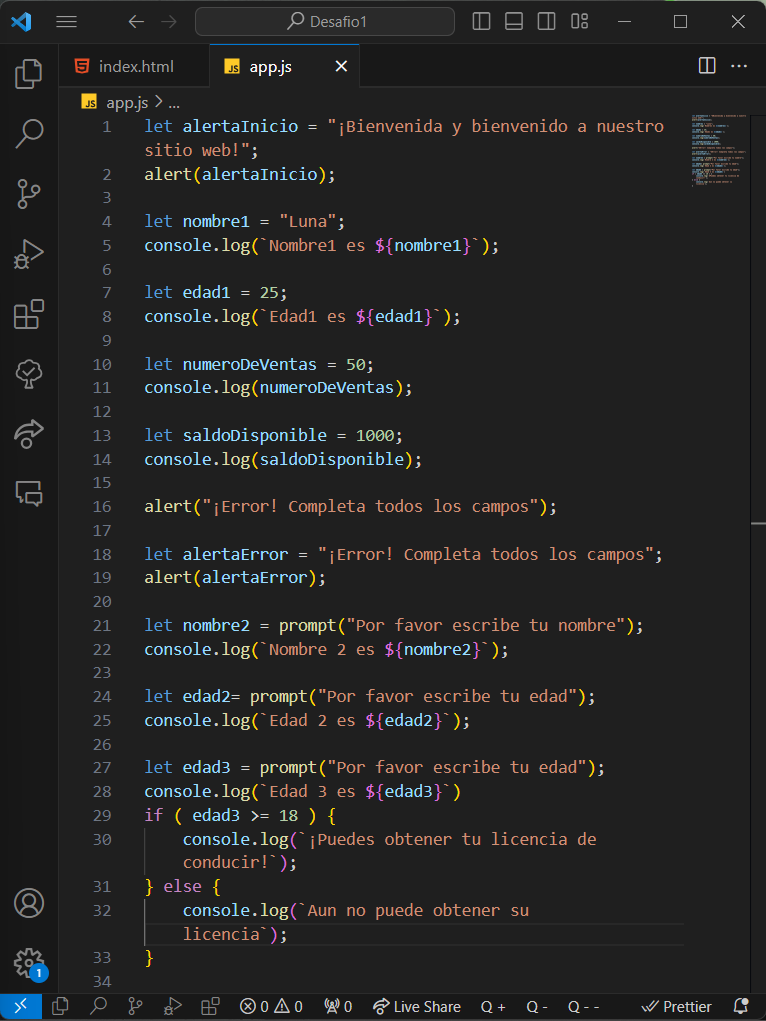 Desafio1
index.html
JS app.js
JS app.js > ...
1 let alertaInicio = "¡Bienvenida y bienvenido a nuestro
sitio web!";
2 alert(alertaInicio);
3
4 let nombre1 = "Luna";
5 console.log(`Nombre1 es ${nombre1}`);
6
7 let edad1 = 25;
8 console.log(`Edad1 es ${edad1}`);
9
10 let numeroDeVentas = 50;
11 console.log(numeroDeVentas);
12
13 let saldoDisponible = 1000;
14 console.log(saldoDisponible);
15
16 alert("¡Error! Completa todos los campos");
17
18 let alertaError = "¡Error! Completa todos los campos";
19 alert(alertaError);
20
21 let nombre2 = prompt("Por favor escribe tu nombre");
22 console.log(`Nombre 2 es ${nombre2}`);
23
24 let edad2= prompt("Por favor escribe tu edad");
25 console.log(`Edad 2 es ${edad2}`);
26
27 let edad3 = prompt("Por favor escribe tu edad");
28 console.log(`Edad 3 es ${edad3}`)
29 if ( edad3 >= 18 ) {
30 console.log(`¡Puedes obtener tu licencia de
conducir!`);
31 } else {
32 console.log(`Aun no puede obtener su
licencia`);
33 }
34
1
0 0 0 Live Share Q + Q - Q - - Prettier